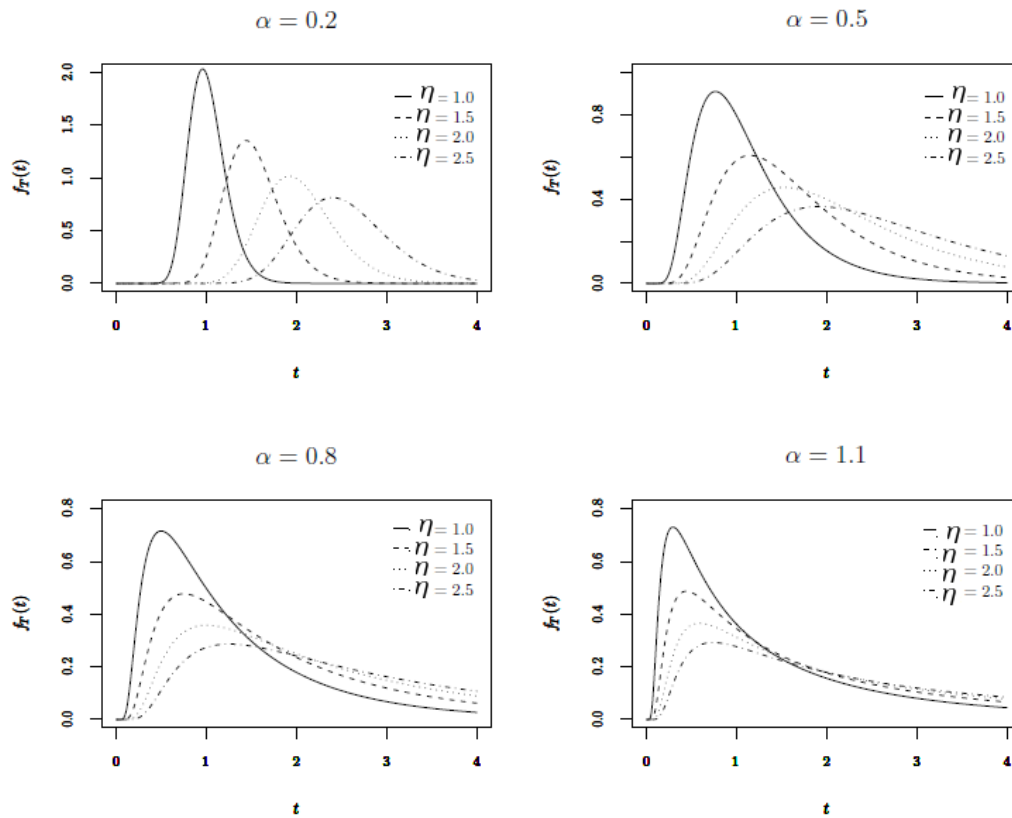 α = 0.2
2.0
1.5
1.0
0.5
0.0
f_T(t)
η = 1.0
η = 1.5
η = 2.0
η = 2.5
0 1 2 3 4
t
α = 0.5
0.8
0.4
0.0
f_T(t)
η = 1.0
η = 1.5
η = 2.0
η = 2.5
0 1 2 3 4
t
α = 0.8
0.8
0.6
0.4
0.2
0.0
f_T(t)
η = 1.0
η = 1.5
η = 2.0
η = 2.5
0 1 2 3 4
t
α = 1.1
0.8
0.6
0.4
0.2
0.0
f_T(t)
η = 1.0
η = 1.5
η = 2.0
η = 2.5
0 1 2 3 4
t